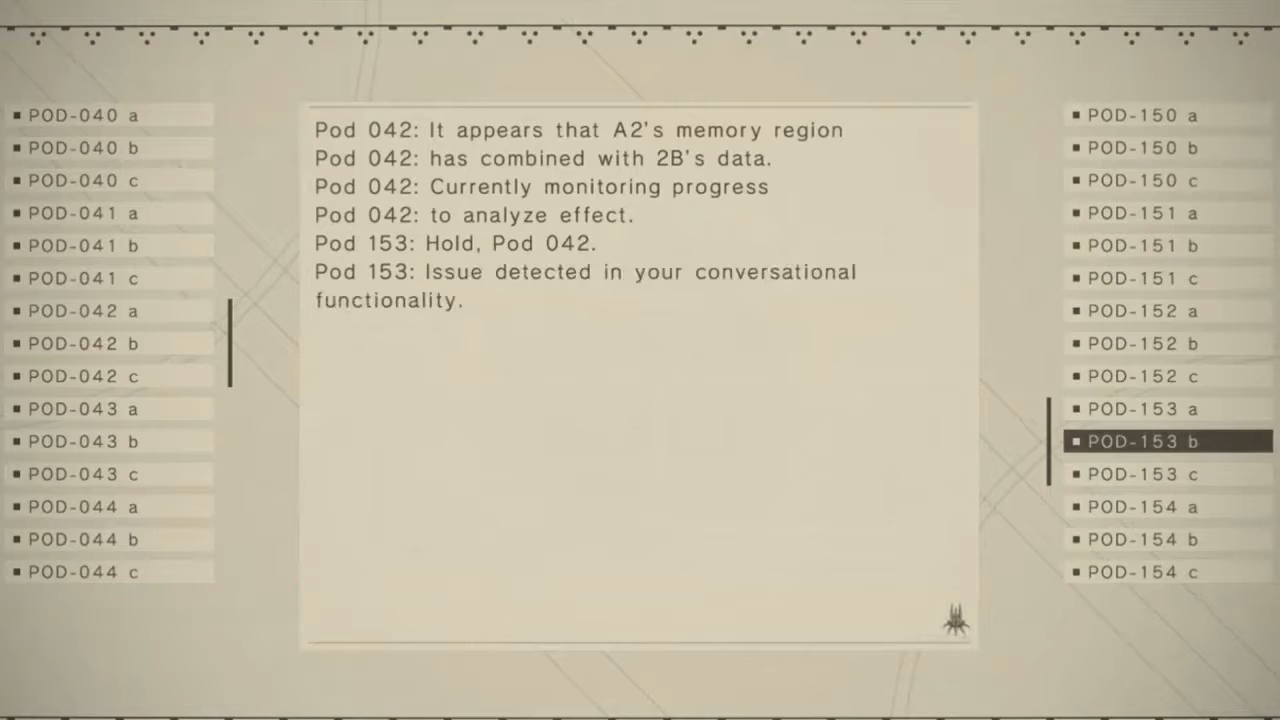 POD-040 a
POD-040 b
POD-040 c
POD-041 a
POD-041 b
POD-041 c
POD-042 a
POD-042 b
POD-042 c
POD-043 a
POD-043 b
POD-043 c
POD-044 a
POD-044 b
POD-044 c
Pod 042: It appears that A2's memory region
Pod 042: has combined with 2B's data.
Pod 042: Currently monitoring progress
Pod 042: to analyze effect.
Pod 153: Hold, Pod 042.
Pod 153: Issue detected in your conversational
functionality.
POD-150 a
POD-150 b
POD-150 c
POD-151 a
POD-151 b
POD-151 c
POD-152 a
POD-152 b
POD-152 c
POD-153 a
POD-153 b
POD-153 c
POD-154 a
POD-154 b
POD-154 c